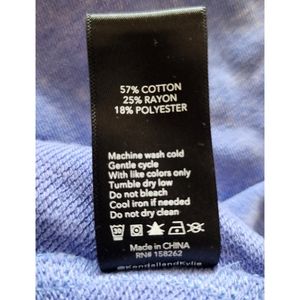 57% COTTON
25% RAYON
18% POLYESTER
Machine wash cold
Gentle cycle
With like colors only
Tumble dry low
Do not bleach
Cool iron if needed
Do not dry clean
30
Made in CHINA
RN# 158262
@KendallandKylie